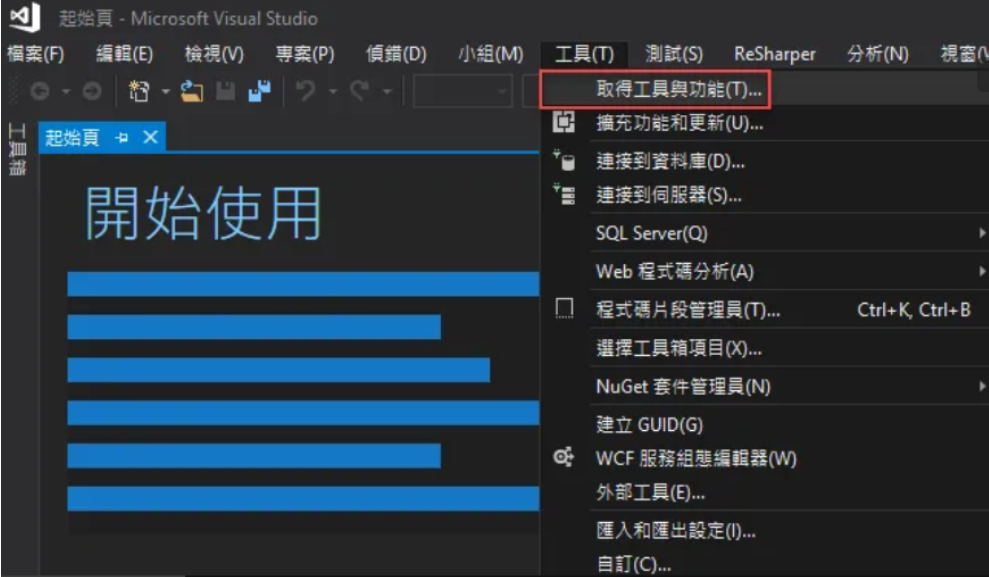 起始頁 - Microsoft Visual Studio
檔案(F) 編輯(E) 檢視(V) 專案(P) 偵錯(D) 小組(M) 工具(T) 測試(S) ReSharper 分析(N) 視窗(
工具箱
起始頁
開始使用
取得工具與功能(T)...
擴充功能和更新(U)...
連接到資料庫(D)...
連接到伺服器(S)...
SQL Server(Q)
Web 程式碼分析(A)
程式碼片段管理員(T)... Ctrl+K, Ctrl+B
選擇工具箱項目(X)...
NuGet 套件管理員(N)
建立 GUID(G)
WCF 服務組態編輯器(W)
外部工具(E)...
匯入和匯出設定(I)...
自訂(C)...